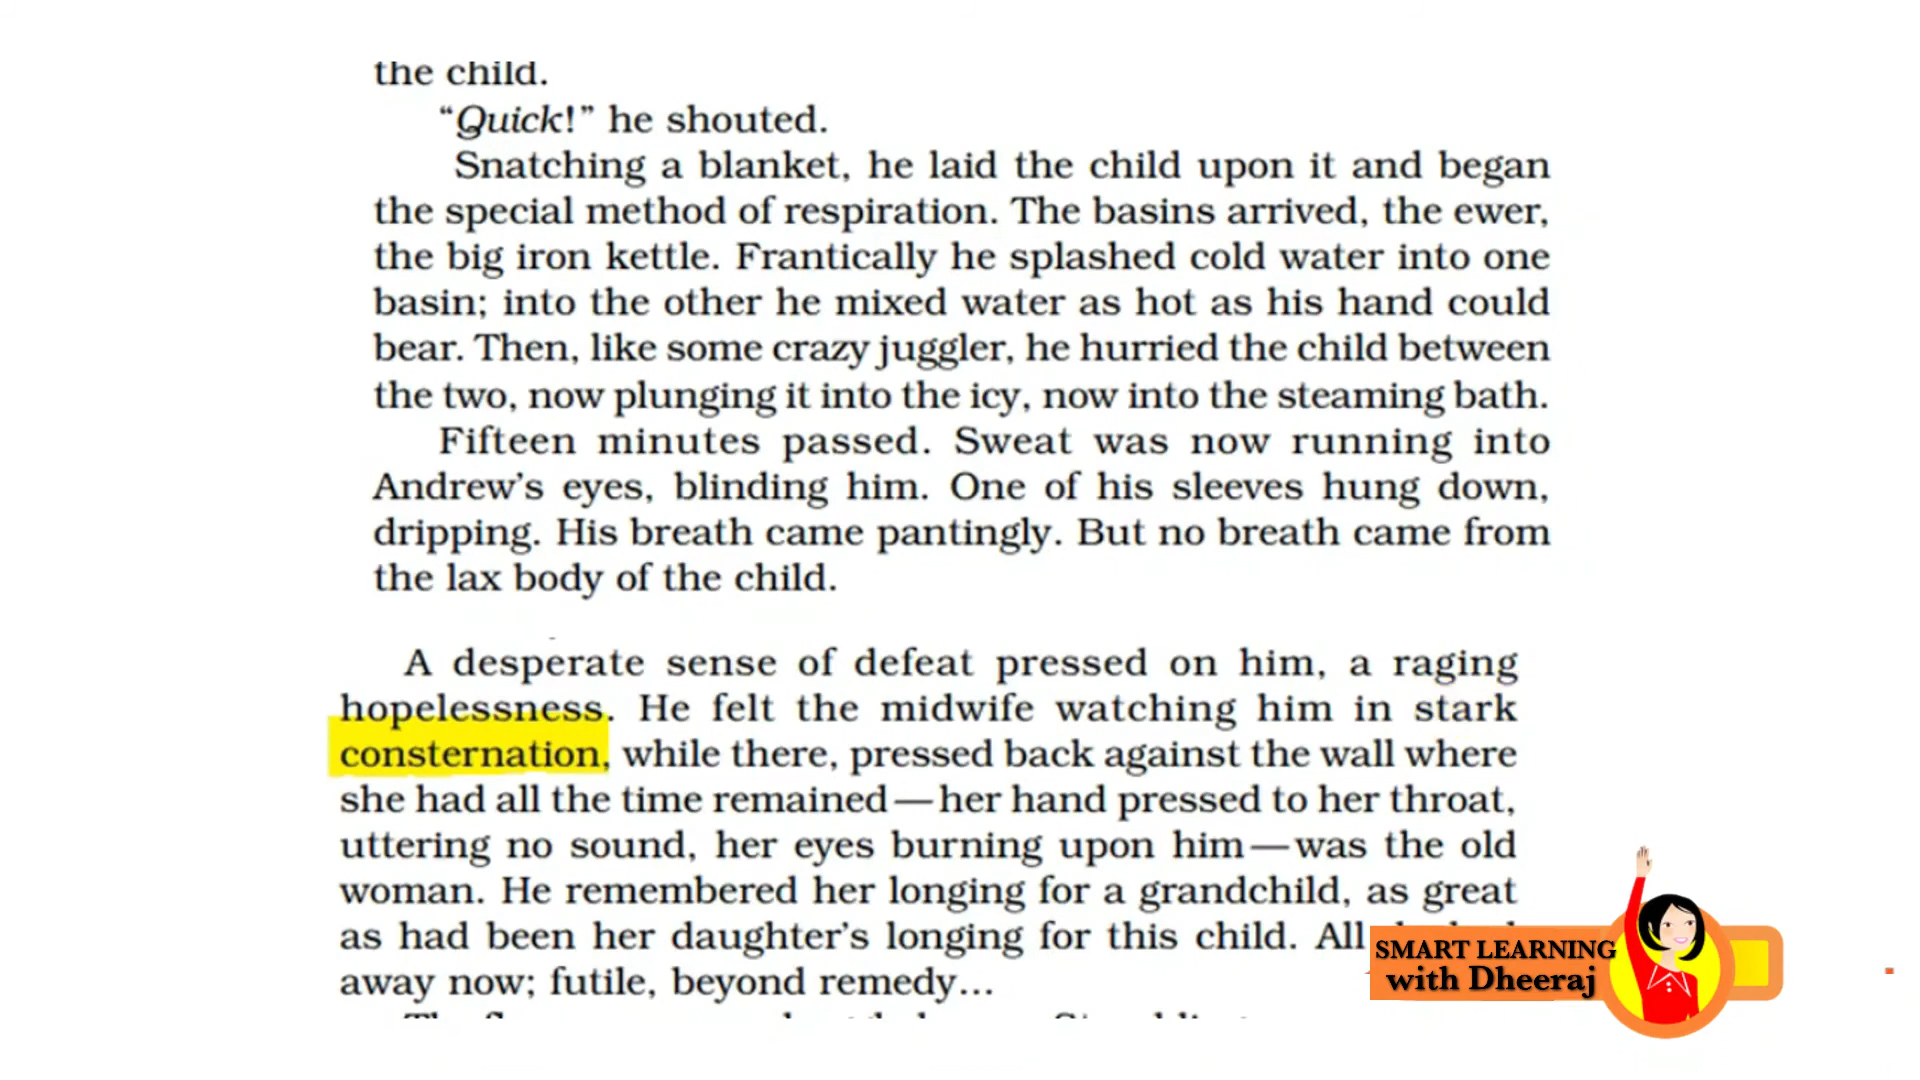 the child.
“Quick!” he shouted.
Snatching a blanket, he laid the child upon it and began
the special method of respiration. The basins arrived, the ewer,
the big iron kettle. Frantically he splashed cold water into one
basin; into the other he mixed water as hot as his hand could
bear. Then, like some crazy juggler, he hurried the child between
the two, now plunging it into the icy, now into the steaming bath.
Fifteen minutes passed. Sweat was now running into
Andrew’s eyes, blinding him. One of his sleeves hung down,
dripping. His breath came pantingly. But no breath came from
the lax body of the child.
A desperate sense of defeat pressed on him, a raging
hopelessness. He felt the midwife watching him in stark
consternation, while there, pressed back against the wall where
she had all the time remained—her hand pressed to her throat,
uttering no sound, her eyes burning upon him—was the old
woman. He remembered her longing for a grandchild, as great
as had been her daughter’s longing for this child. All
away now; futile, beyond remedy...
SMART LEARNING
with Dheeraj